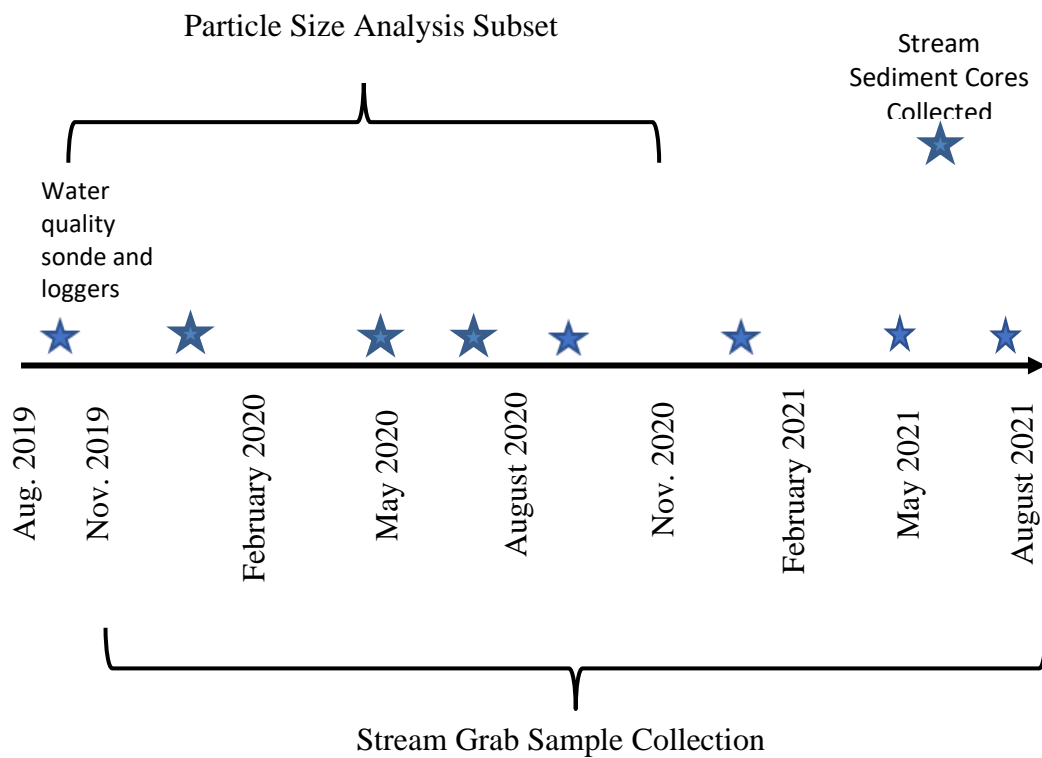 Particle Size Analysis Subset
Stream
Sediment Cores
Collected
Water
quality
sonde and
loggers
Aug. 2019
Nov. 2019
February 2020
May 2020
August 2020
Nov. 2020
February 2021
May 2021
August 2021
Stream Grab Sample Collection